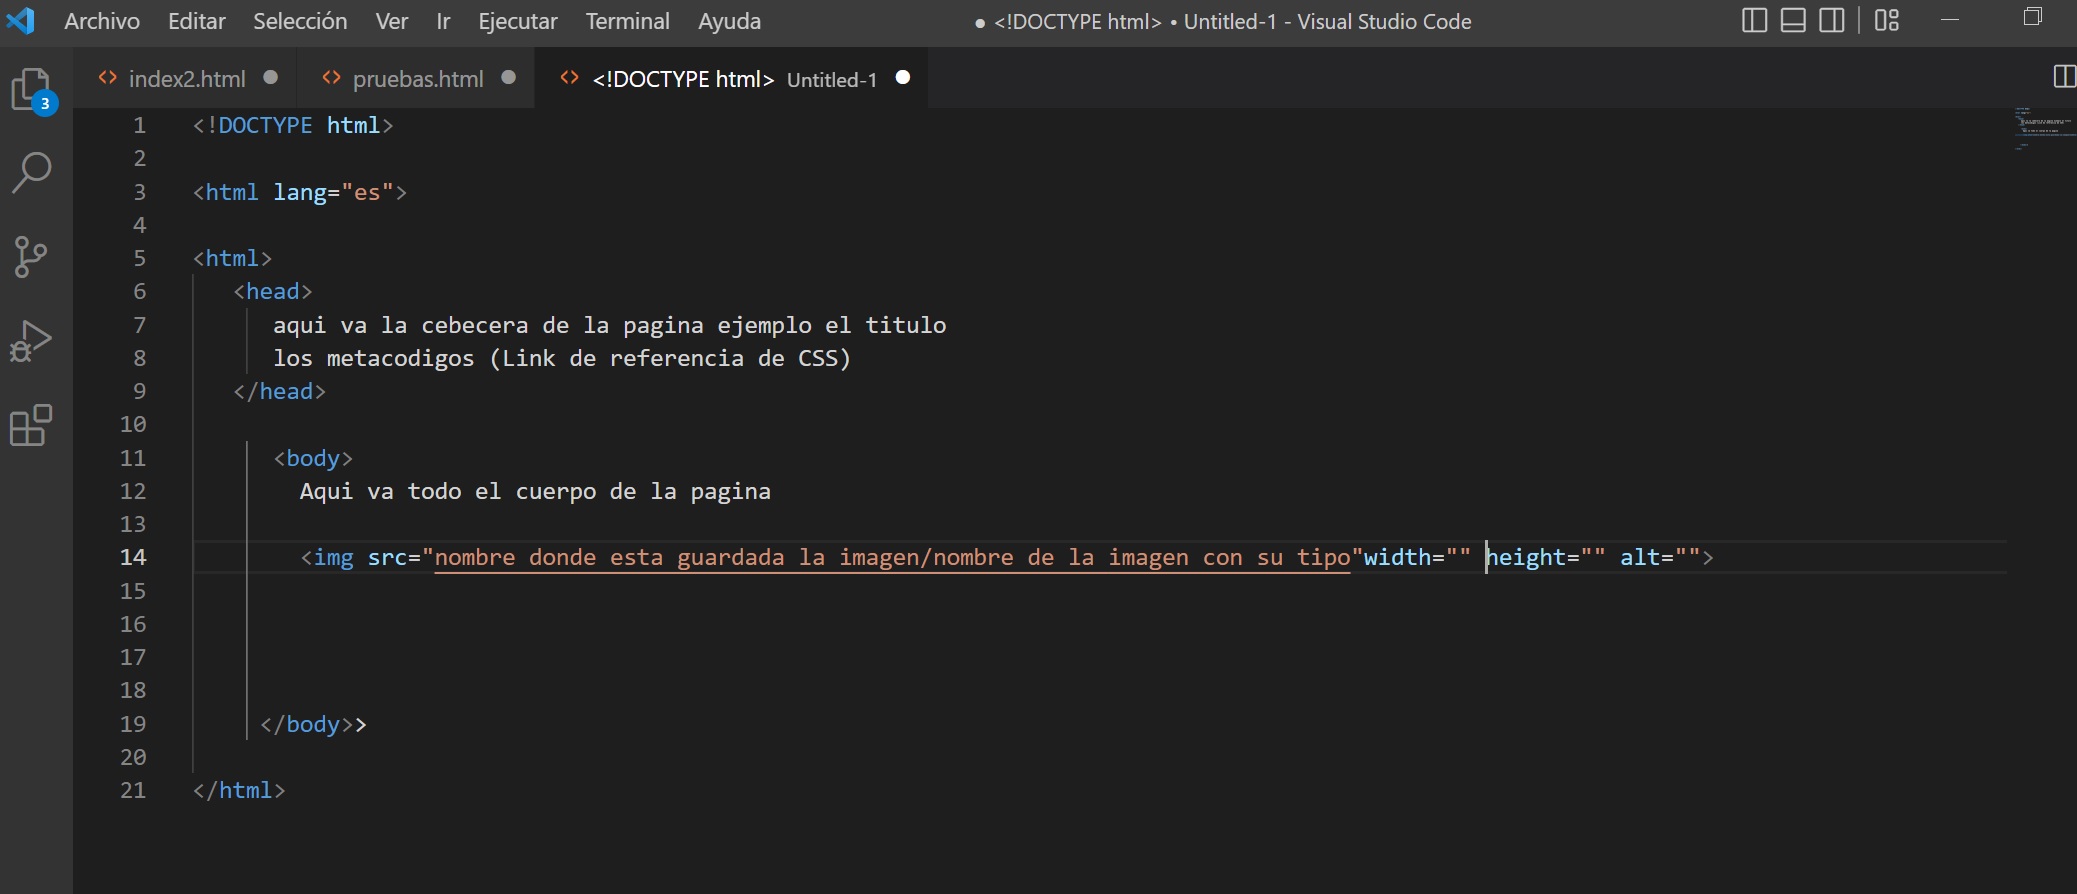 Archivo Editar Selección Ver Ir Ejecutar Terminal Ayuda ● <!DOCTYPE html> • Untitled-1 - Visual Studio Code
index2.html ● pruebas.html ● <!DOCTYPE html> Untitled-1 ●
3
1 <!DOCTYPE html>
2
3 <html lang="es">
4
5 <html>
6 <head>
7 aqui va la cebecera de la pagina ejemplo el titulo
8 los metacodigos (Link de referencia de CSS)
9 </head>
10
11 <body>
12 Aqui va todo el cuerpo de la pagina
13
14 <img src="nombre donde esta guardada la imagen/nombre de la imagen con su tipo"width="" height="" alt="">
15
16
17
18
19 </body>>
20
21 </html>